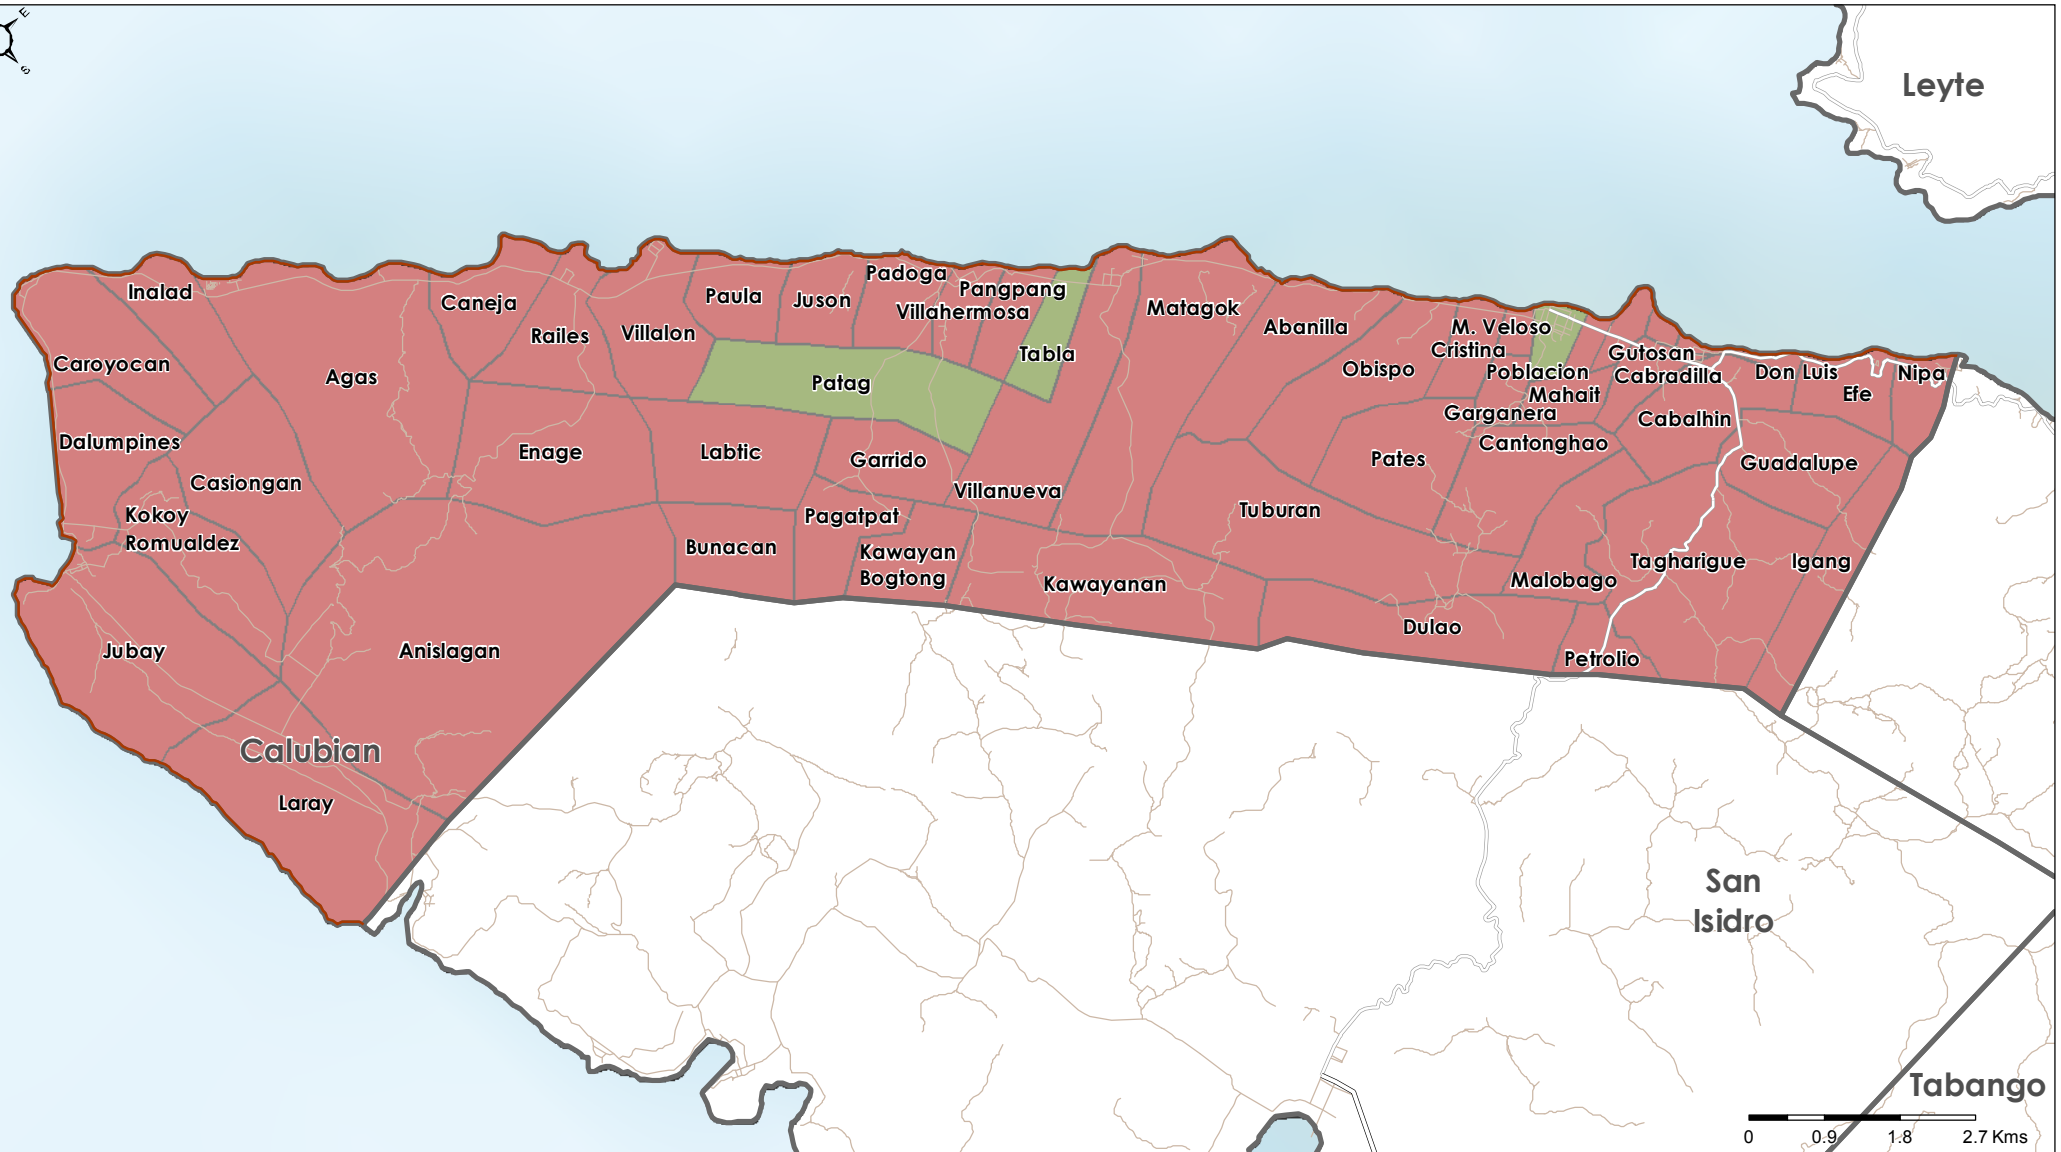 E
S
Leyte
Inalad
Caneja
Paula
Juson
Padoga
Pangpang
Villahermosa
Matagok
Railes
Villalon
Abanilla
M. Veloso
Cristina
Gutosan
Caroyocan
Agas
Patag
Tabla
Obispo
Poblacion
Cabradilla
Don Luis
Nipa
Mahait
Efe
Garganera
Cabalhin
Dalumpines
Enage
Labtic
Garrido
Pates
Cantonghao
Guadalupe
Casiongan
Villanueva
Kokoy
Romualdez
Pagatpat
Tuburan
Bunacan
Kawayan
Bogtong
Kawayanan
Malobago
Tagharigue
Igang
Jubay
Anislagan
Dulao
Petrolio
Calubian
Laray
San
Isidro
Tabango
0 0.9 1.8 2.7 Kms